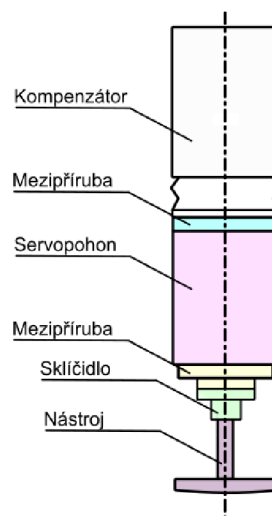 Kompenzátor
Mezipříruba
Servopohon
Mezipříruba
Sklíčidlo
Nástroj